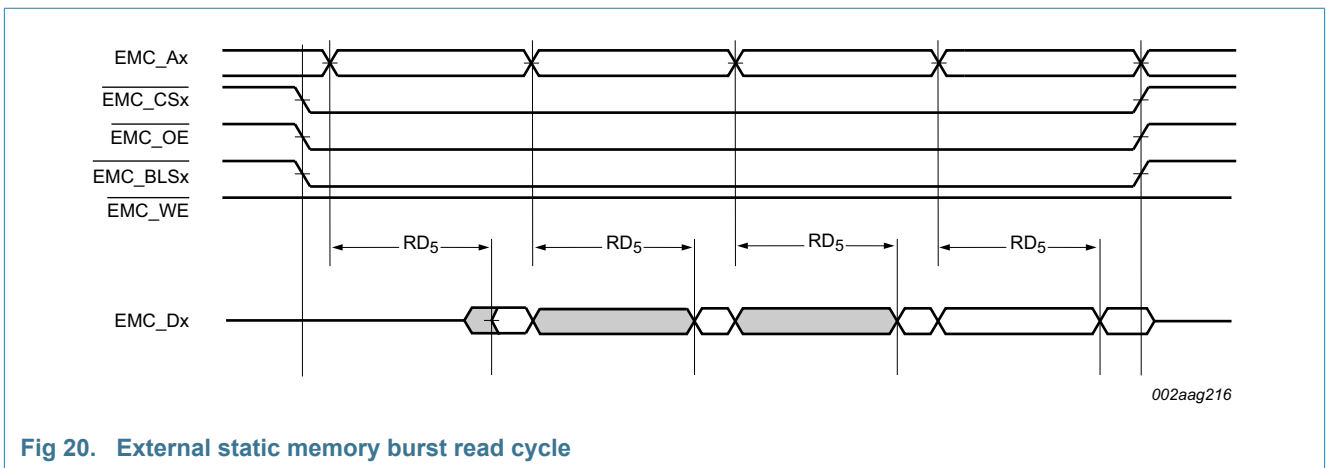 EMC_Ax
EMC_CSx
EMC_OE
EMC_BLSx
EMC_WE
RD5 RD5 RD5 RD5
EMC_Dx
002aag216
Fig 20. External static memory burst read cycle